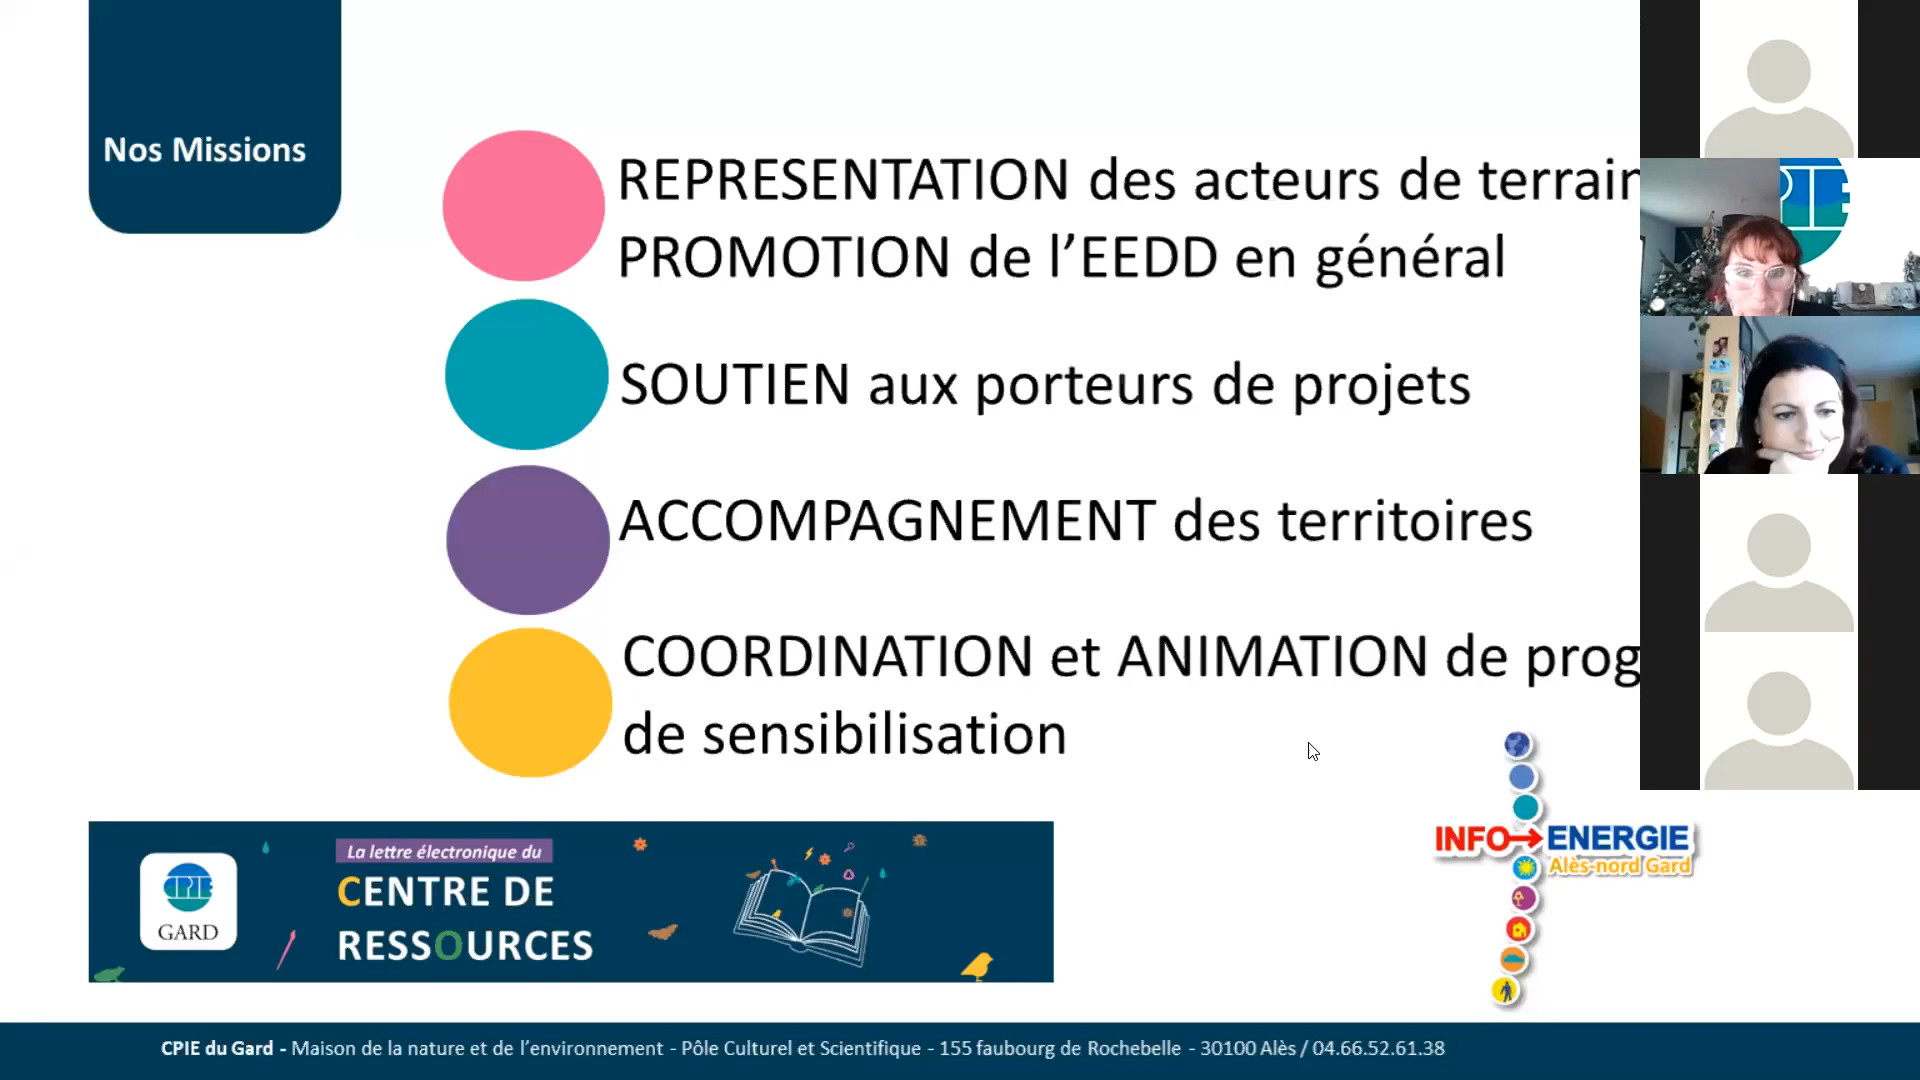 Nos Missions
REPRESENTATION des acteurs de terrain
PROMOTION de l’EEDD en général
SOUTIEN aux porteurs de projets
ACCOMPAGNEMENT des territoires
COORDINATION et ANIMATION de prog
de sensibilisation
La lettre électronique du
CENTRE DE
RESSOURCES
CPIE
GARD
INFO ENERGIE
Alès-nord Gard
PIE
CPIE du Gard - Maison de la nature et de l’environnement - Pôle Culturel et Scientifique - 155 faubourg de Rochebelle - 30100 Alès / 04.66.52.61.38